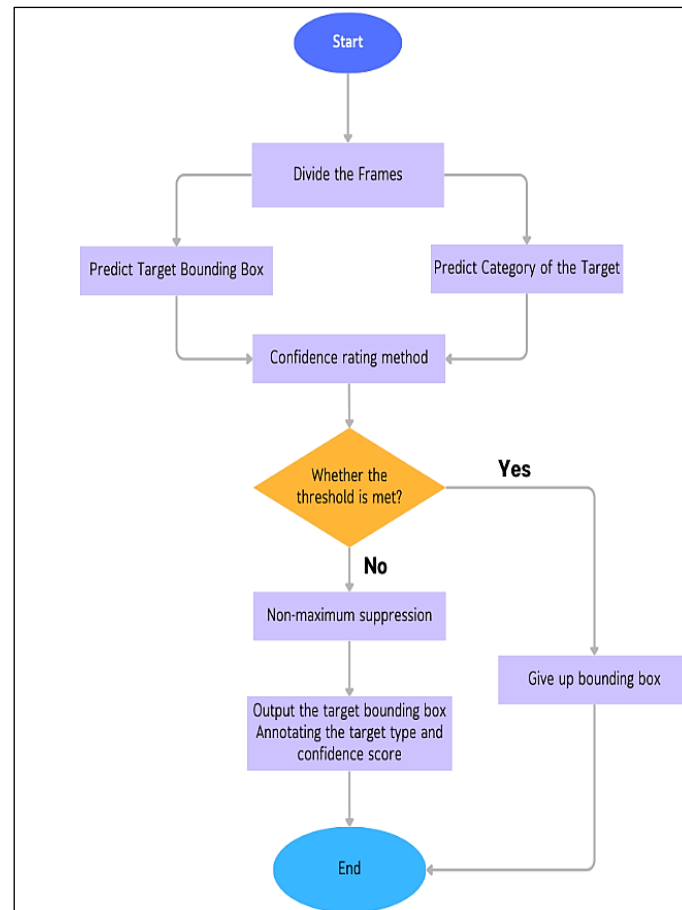 Start
Divide the Frames
Predict Target Bounding Box
Predict Category of the Target
Confidence rating method
Whether the
threshold is met?
Yes
No
Non-maximum suppression
Give up bounding box
Output the target bounding box
Annotating the target type and
confidence score
End